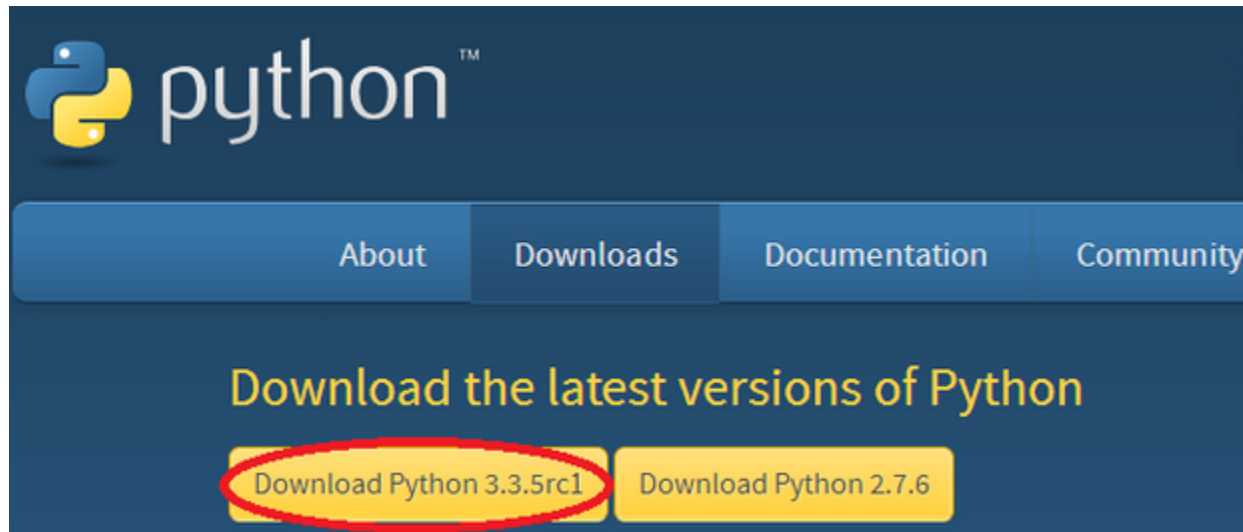 python™
About Downloads Documentation Community
Download the latest versions of Python
Download Python 3.3.5rc1 Download Python 2.7.6